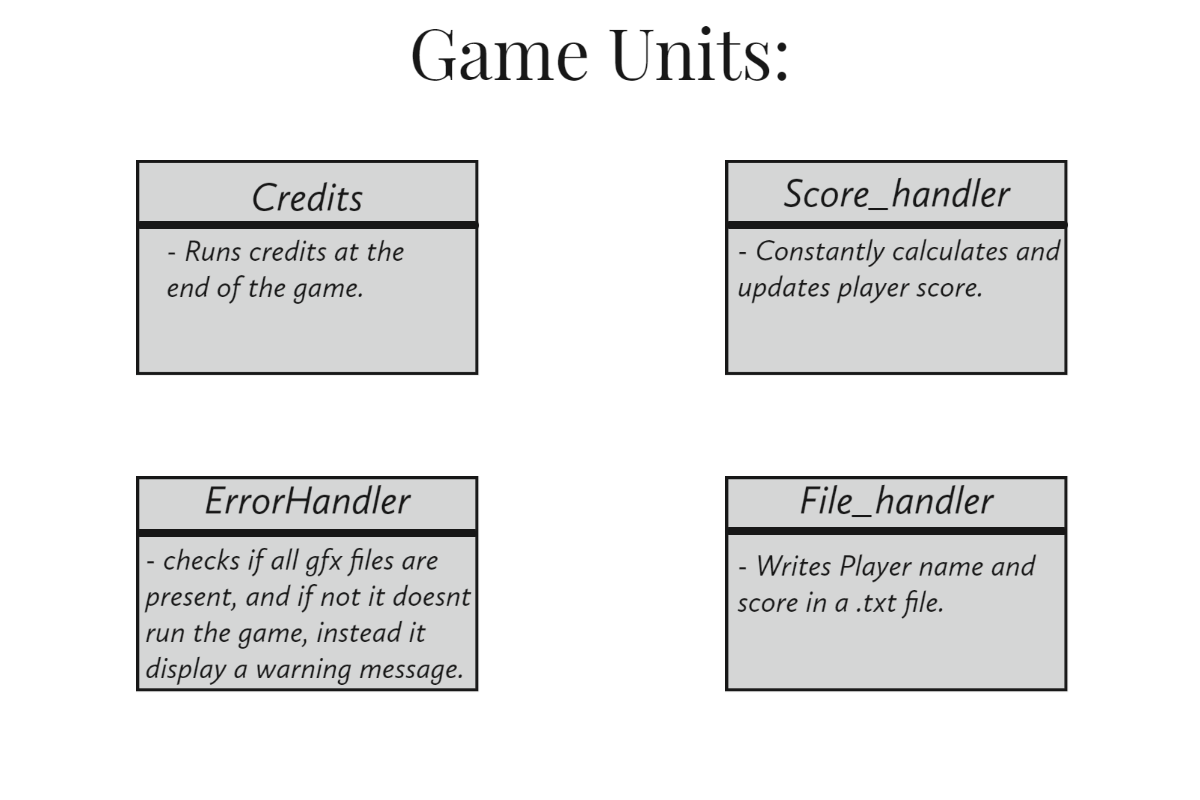 Game Units:
Credits
- Runs credits at the
end of the game.
Score_handler
- Constantly calculates and
updates player score.
ErrorHandler
- checks if all gfx files are
present, and if not it doesnt
run the game, instead it
display a warning message.
File_handler
- Writes Player name and
score in a .txt file.